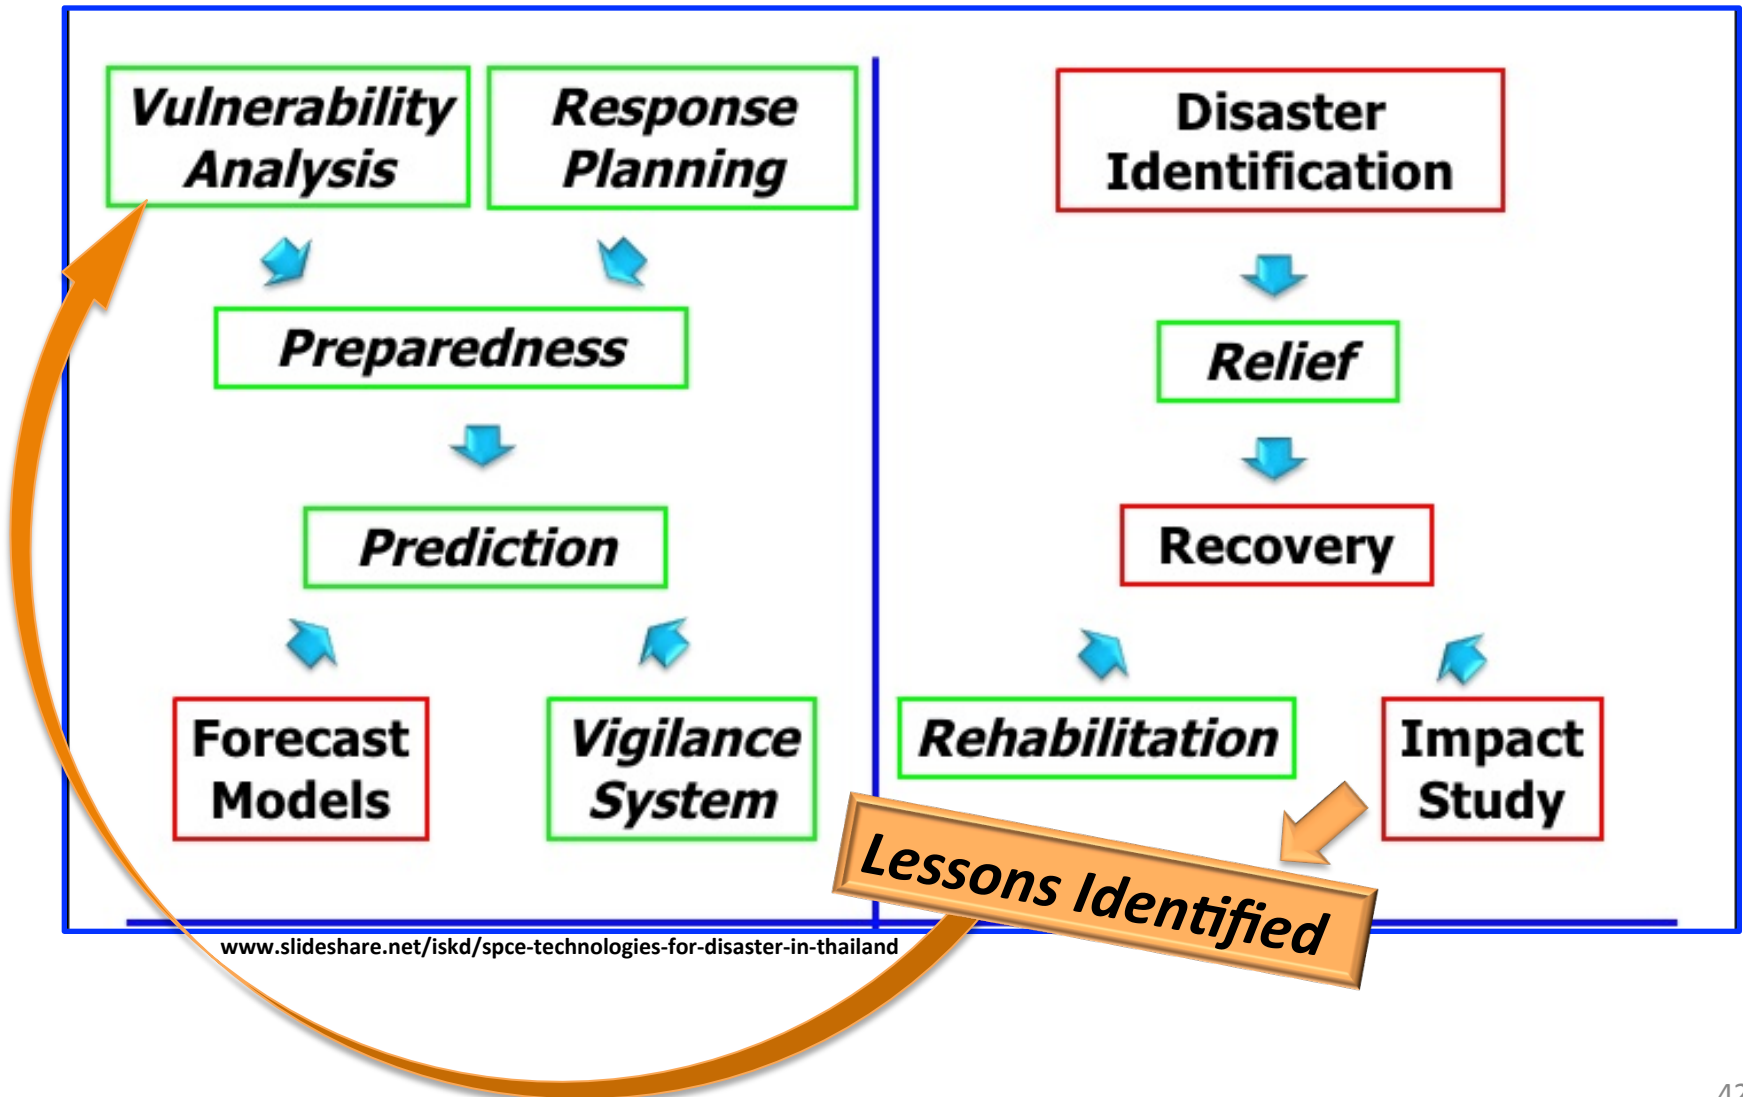 Vulnerability
Analysis
Response
Planning
Preparedness
Prediction
Forecast
Models
Vigilance
System
Disaster
Identification
Relief
Recovery
Rehabilitation
Impact
Study
Lessons Identified
www.slideshare.net/iskd/spce-technologies-for-disaster-in-thailand
42